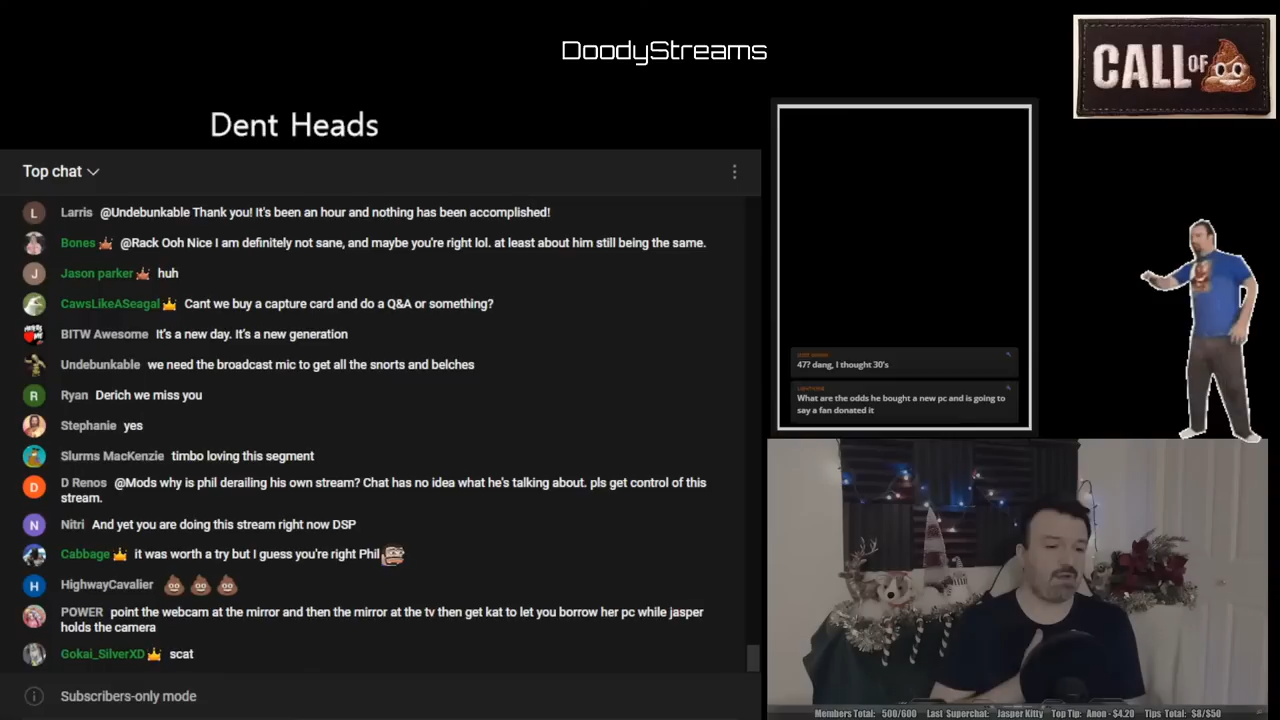 DoodyStreams
CALL OF
Dent Heads
Top chat
Larris @Undebunkable Thank you! It's been an hour and nothing has been accomplished!
Bones @Rack Ooh Nice I am definitely not sane, and maybe you're right lol. at least about him still being the same.
Jason parker huh
CawsLikeASeagal Cant we buy a capture card and do a Q&A or something?
BITW Awesome It's a new day. It's a new generation
Undebunkable we need the broadcast mic to get all the snorts and belches
Ryan Derich we miss you
Stephanie yes
Slurms MacKenzie timbo loving this segment
D Renos @Mods why is phil derailing his own stream? Chat has no idea what he's talking about. pls get control of this
stream.
Nitri And yet you are doing this stream right now DSP
Cabbage it was worth a try but I guess you're right Phil
HighwayCavalier
POWER point the webcam at the mirror and then the mirror at the tv then get kat to let you borrow her pc while jasper
holds the camera
Gokai_SilverXD scat
Subscribers-only mode
47? dang, I thought 30's
What are the odds he bought a new pc and is going to
say a fan donated it
Members Total: 500/600 Last Superchat: Jasper Kitty Top Tip: Anon - $4.20 Tips Total: $8/$50